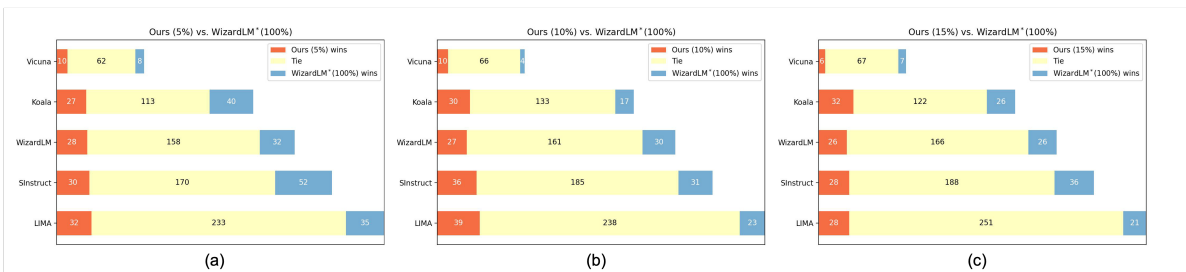 Ours (5%) vs. WizardLM*(100%)
Ours (5%) wins
Tie
WizardLM*(100%) wins
Vicuna 10 62 8
Koala 27 113 40
WizardLM 28 158 32
SInstruct 30 170 52
LIMA 32 233 35
(a)
Ours (10%) vs. WizardLM*(100%)
Ours (10%) wins
Tie
WizardLM*(100%) wins
Vicuna 10 66 4
Koala 30 133 17
WizardLM 27 161 30
SInstruct 36 185 31
LIMA 39 238 23
(b)
Ours (15%) vs. WizardLM*(100%)
Ours (15%) wins
Tie
WizardLM*(100%) wins
Vicuna 6 67 7
Koala 32 122 26
WizardLM 26 166 26
SInstruct 28 188 36
LIMA 28 251 21
(c)